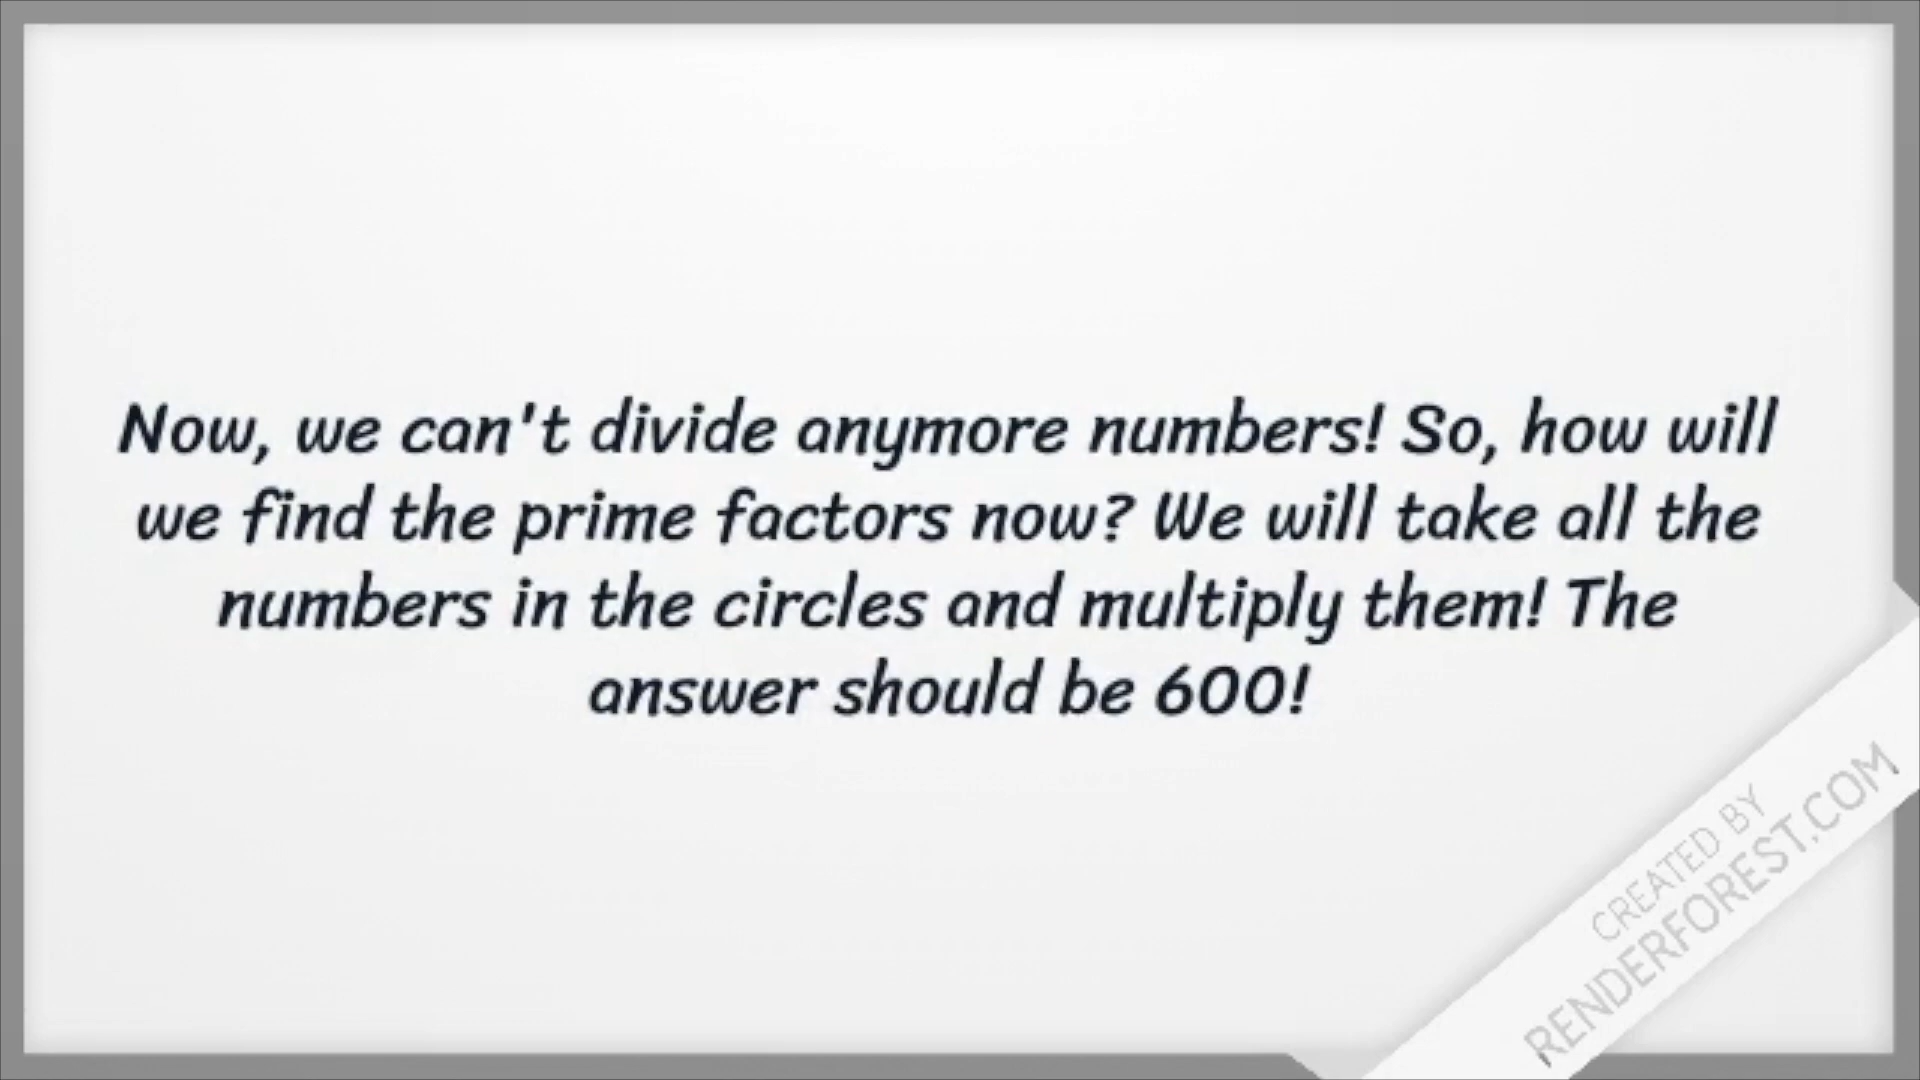 Now, we can't divide anymore numbers! So, how will
we find the prime factors now? We will take all the
numbers in the circles and multiply them! The
answer should be 600!
CREATED BY
RENDERFOREST.COM